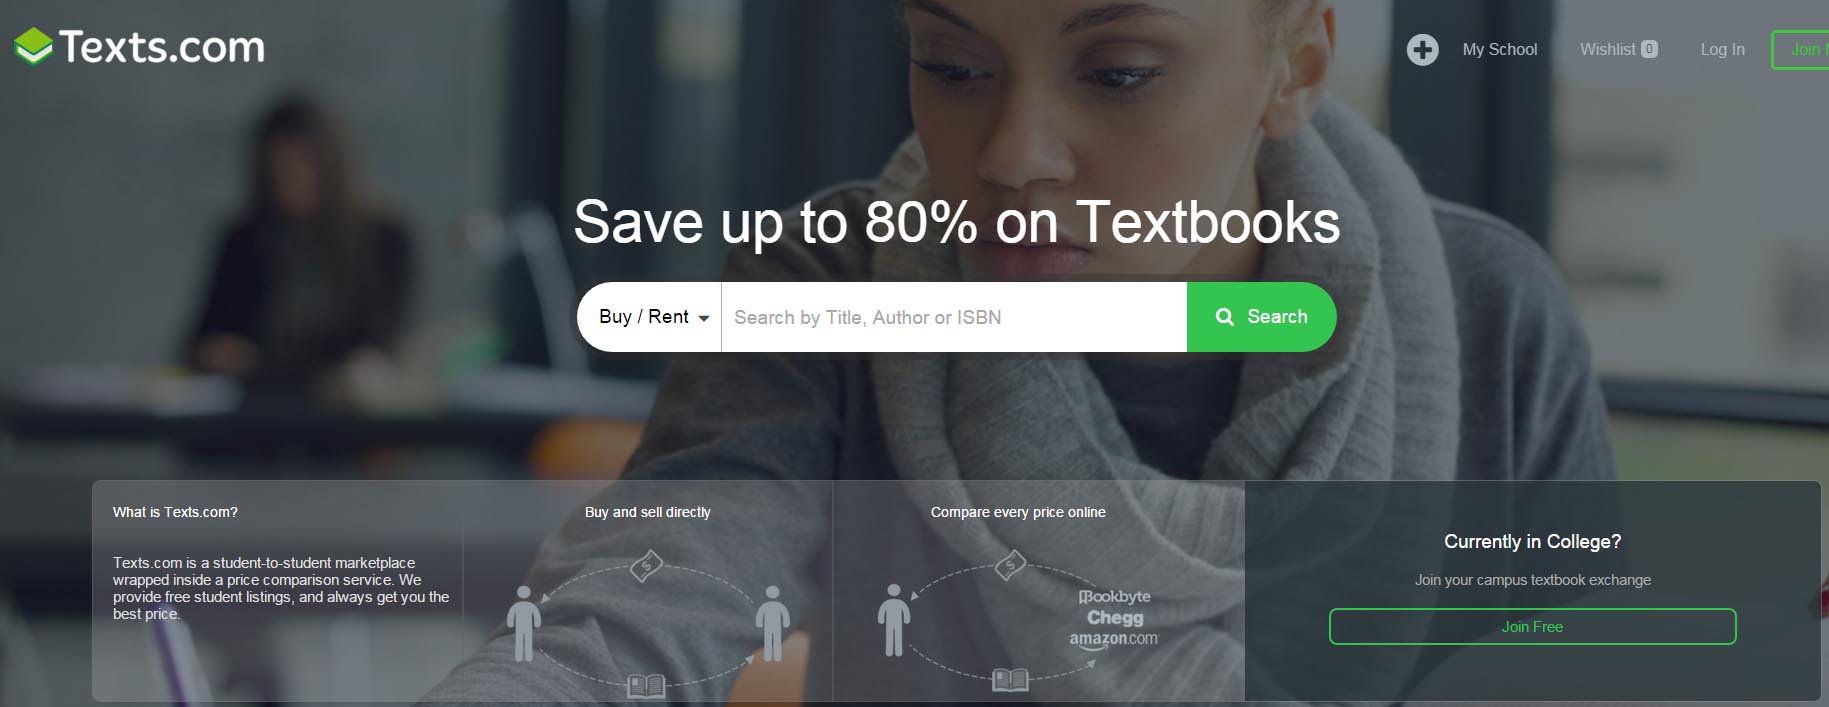 Texts.com
My School
Wishlist 0
Log In
Join
Save up to 80% on Textbooks
Buy / Rent
Search by Title, Author or ISBN
Search
What is Texts.com?
Texts.com is a student-to-student marketplace
wrapped inside a price comparison service. We
provide free student listings, and always get you the
best price.
Buy and sell directly
$
Compare every price online
$
Bookbyte
Chegg
amazon.com
Currently in College?
Join your campus textbook exchange
Join Free